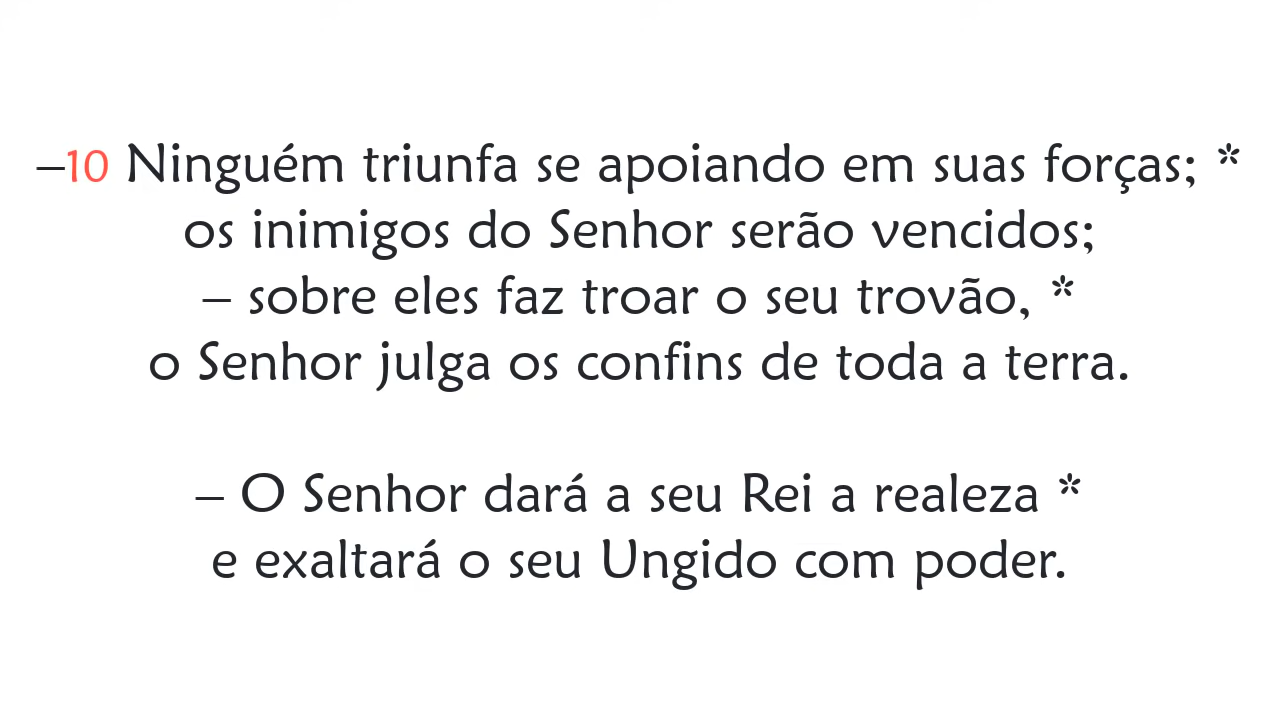 –10 Ninguém triunfa se apoiando em suas forças; *
os inimigos do Senhor serão vencidos;
– sobre eles faz troar o seu trovão, *
o Senhor julga os confins de toda a terra.
– O Senhor dará a seu Rei a realeza *
e exaltará o seu Ungido com poder.